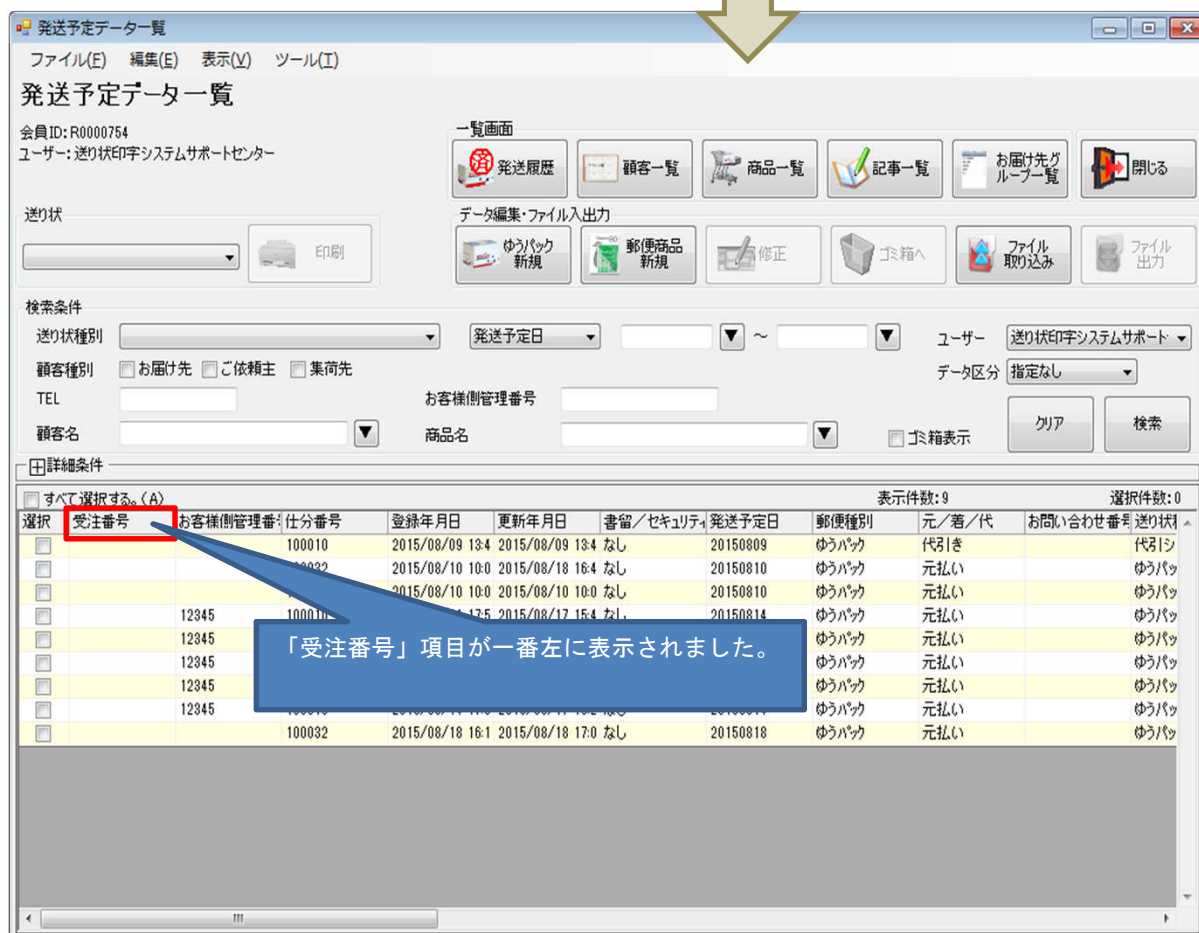 発送予定データ一覧
ファイル(F) 編集(E) 表示(V) ツール(T)
発送予定データ一覧
会員ID:R0000754
ユーザー:送り状印字システムサポートセンター
一覧画面
済 発送履歴 顧客一覧 商品一覧 記事一覧 お届け先グループ一覧 閉じる
送り状
印刷
データ編集・ファイル入出力
ゆうパック新規 郵便商品新規 修正 ゴミ箱へ ファイル取り込み ファイル出力
検索条件
送り状種別 発送予定日 ～ ユーザー 送り状印字システムサポート
顧客種別 お届け先 ご依頼主 集荷先 データ区分 指定なし
TEL お客様側管理番号
顧客名 商品名 ゴミ箱表示 クリア 検索
詳細条件
すべて選択する。(A) 表示件数:9 選択件数:0
選択 受注番号 お客様側管理番号 仕分番号 登録年月日 更新年月日 書留／セキュリティ 発送予定日 郵便種別 元／着／代 お問い合わせ番号 送り状種
100010 2015/08/09 13:4 2015/08/09 13:4 なし 20150809 ゆうパック 代引き 代引シ
2015/08/10 10:0 2015/08/18 16:4 なし 20150810 ゆうパック 元払い ゆうパッ
2015/08/10 10:0 2015/08/10 10:0 なし 20150810 ゆうパック 元払い ゆうパッ
12345 100010 17:5 2015/08/17 15:4 なし 20150814 ゆうパック 元払い ゆうパッ
12345 ゆうパック 元払い ゆうパッ
12345 ゆうパック 元払い ゆうパッ
12345 ゆうパック 元払い ゆうパッ
12345 ゆうパック 元払い ゆうパッ
100032 2015/08/18 16:1 2015/08/18 17:0 なし 20150818 ゆうパック 元払い ゆうパッ
「受注番号」項目が一番左に表示されました。